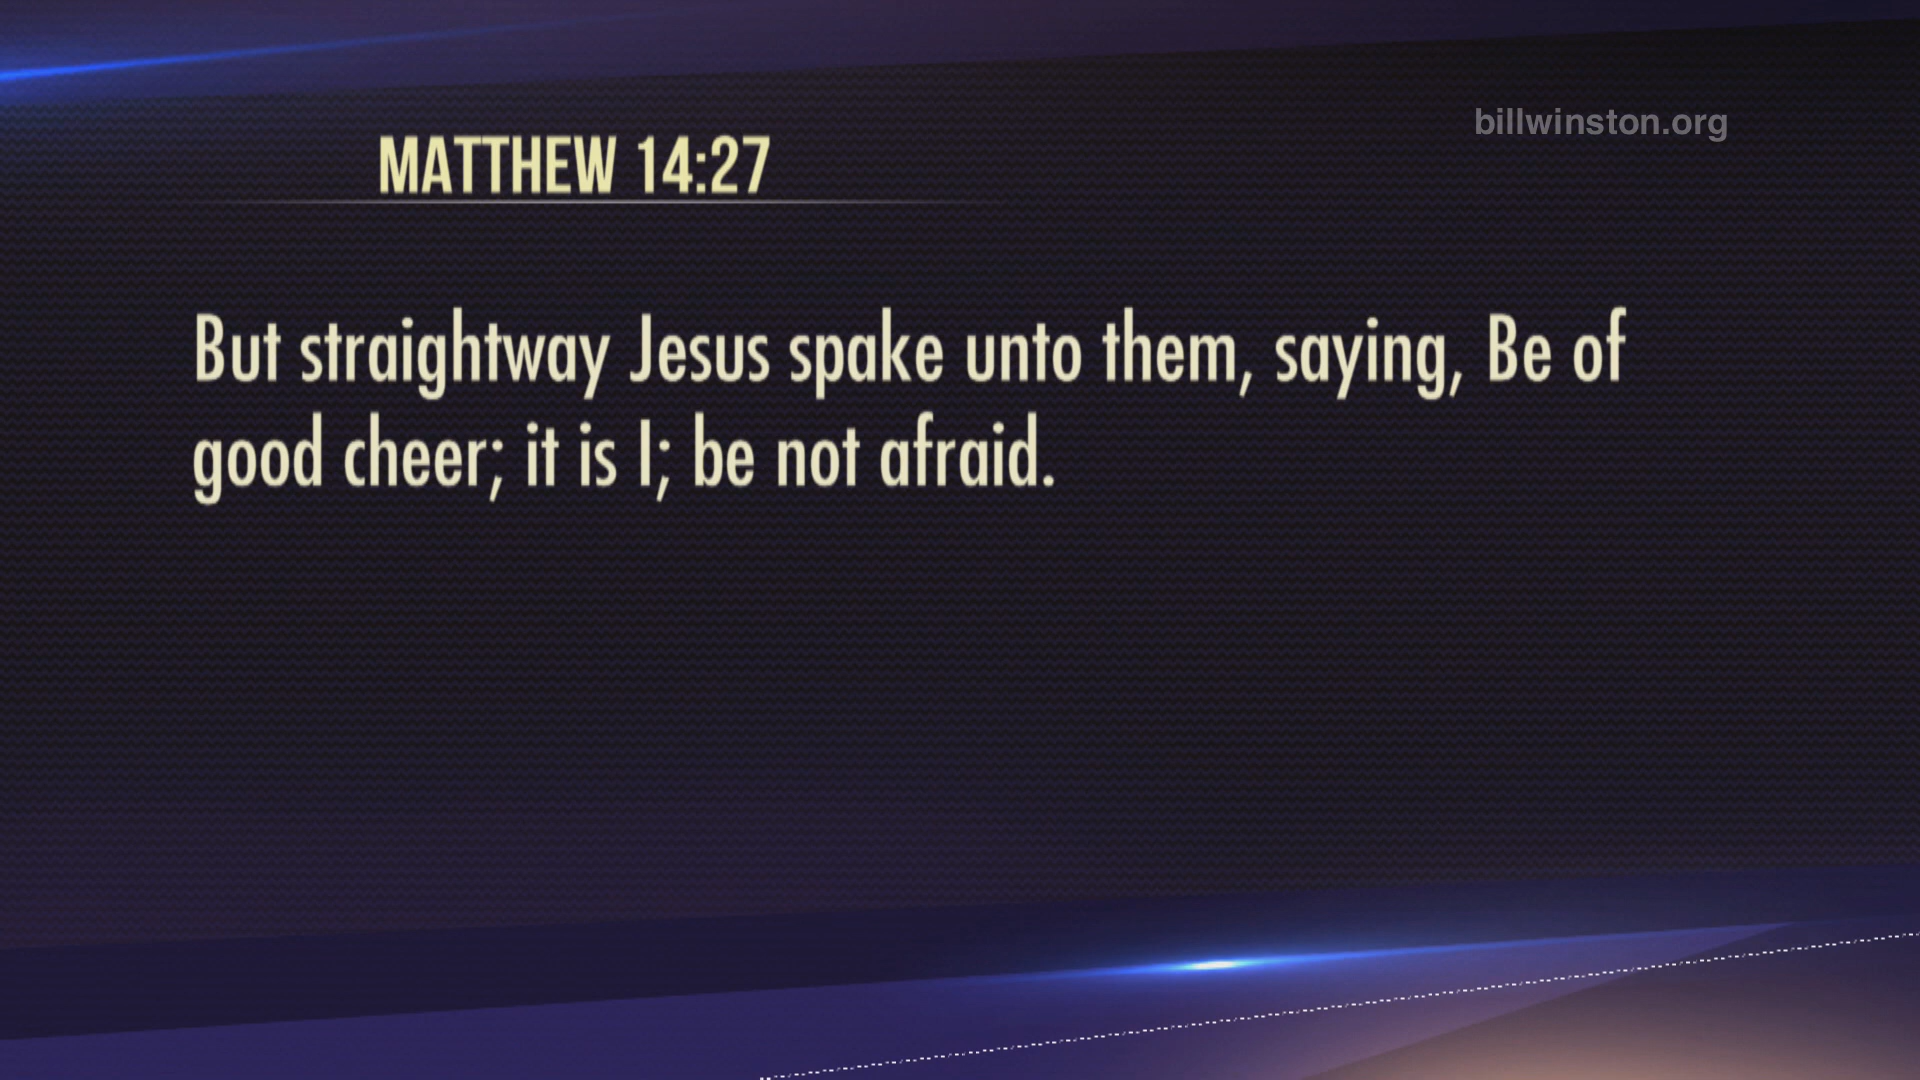 billwinston.org
MATTHEW 14:27
But straightway Jesus spake unto them, saying, Be of
good cheer; it is I; be not afraid.